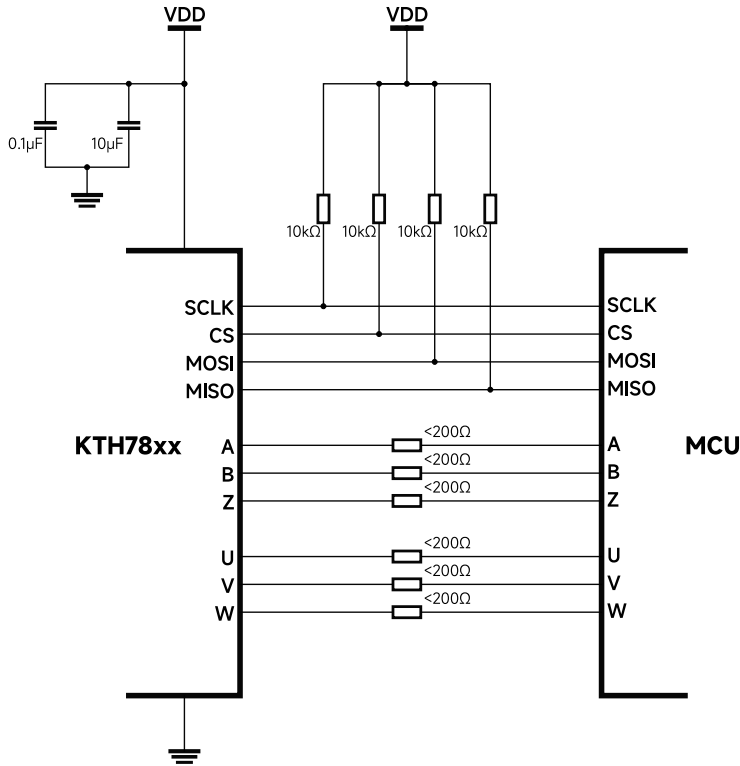 VDD VDD
0.1µF 10µF
10kΩ 10kΩ 10kΩ 10kΩ
SCLK SCLK
CS CS
MOSI MOSI
MISO MISO
<200Ω
KTH78xx A A MCU
<200Ω
B B
<200Ω
Z Z
<200Ω
U U
<200Ω
V V
<200Ω
W W